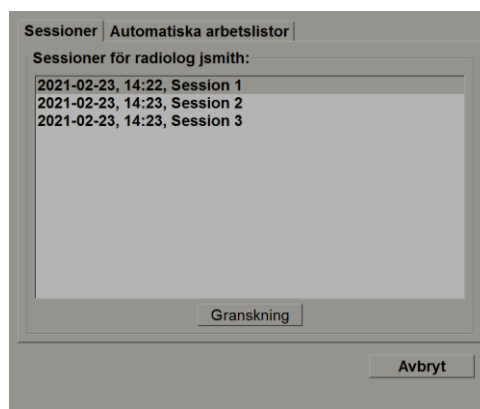 Sessioner Automatiska arbetslistor
Sessioner för radiolog jsmith:
2021-02-23, 14:22, Session 1
2021-02-23, 14:23, Session 2
2021-02-23, 14:23, Session 3
Granskning
Avbryt